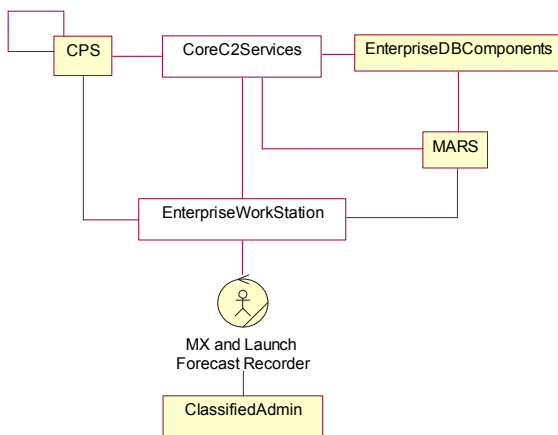 CPS
CoreC2Services
EnterpriseDBComponents
MARS
EnterpriseWorkStation
MX and Launch
Forecast Recorder
ClassifiedAdmin